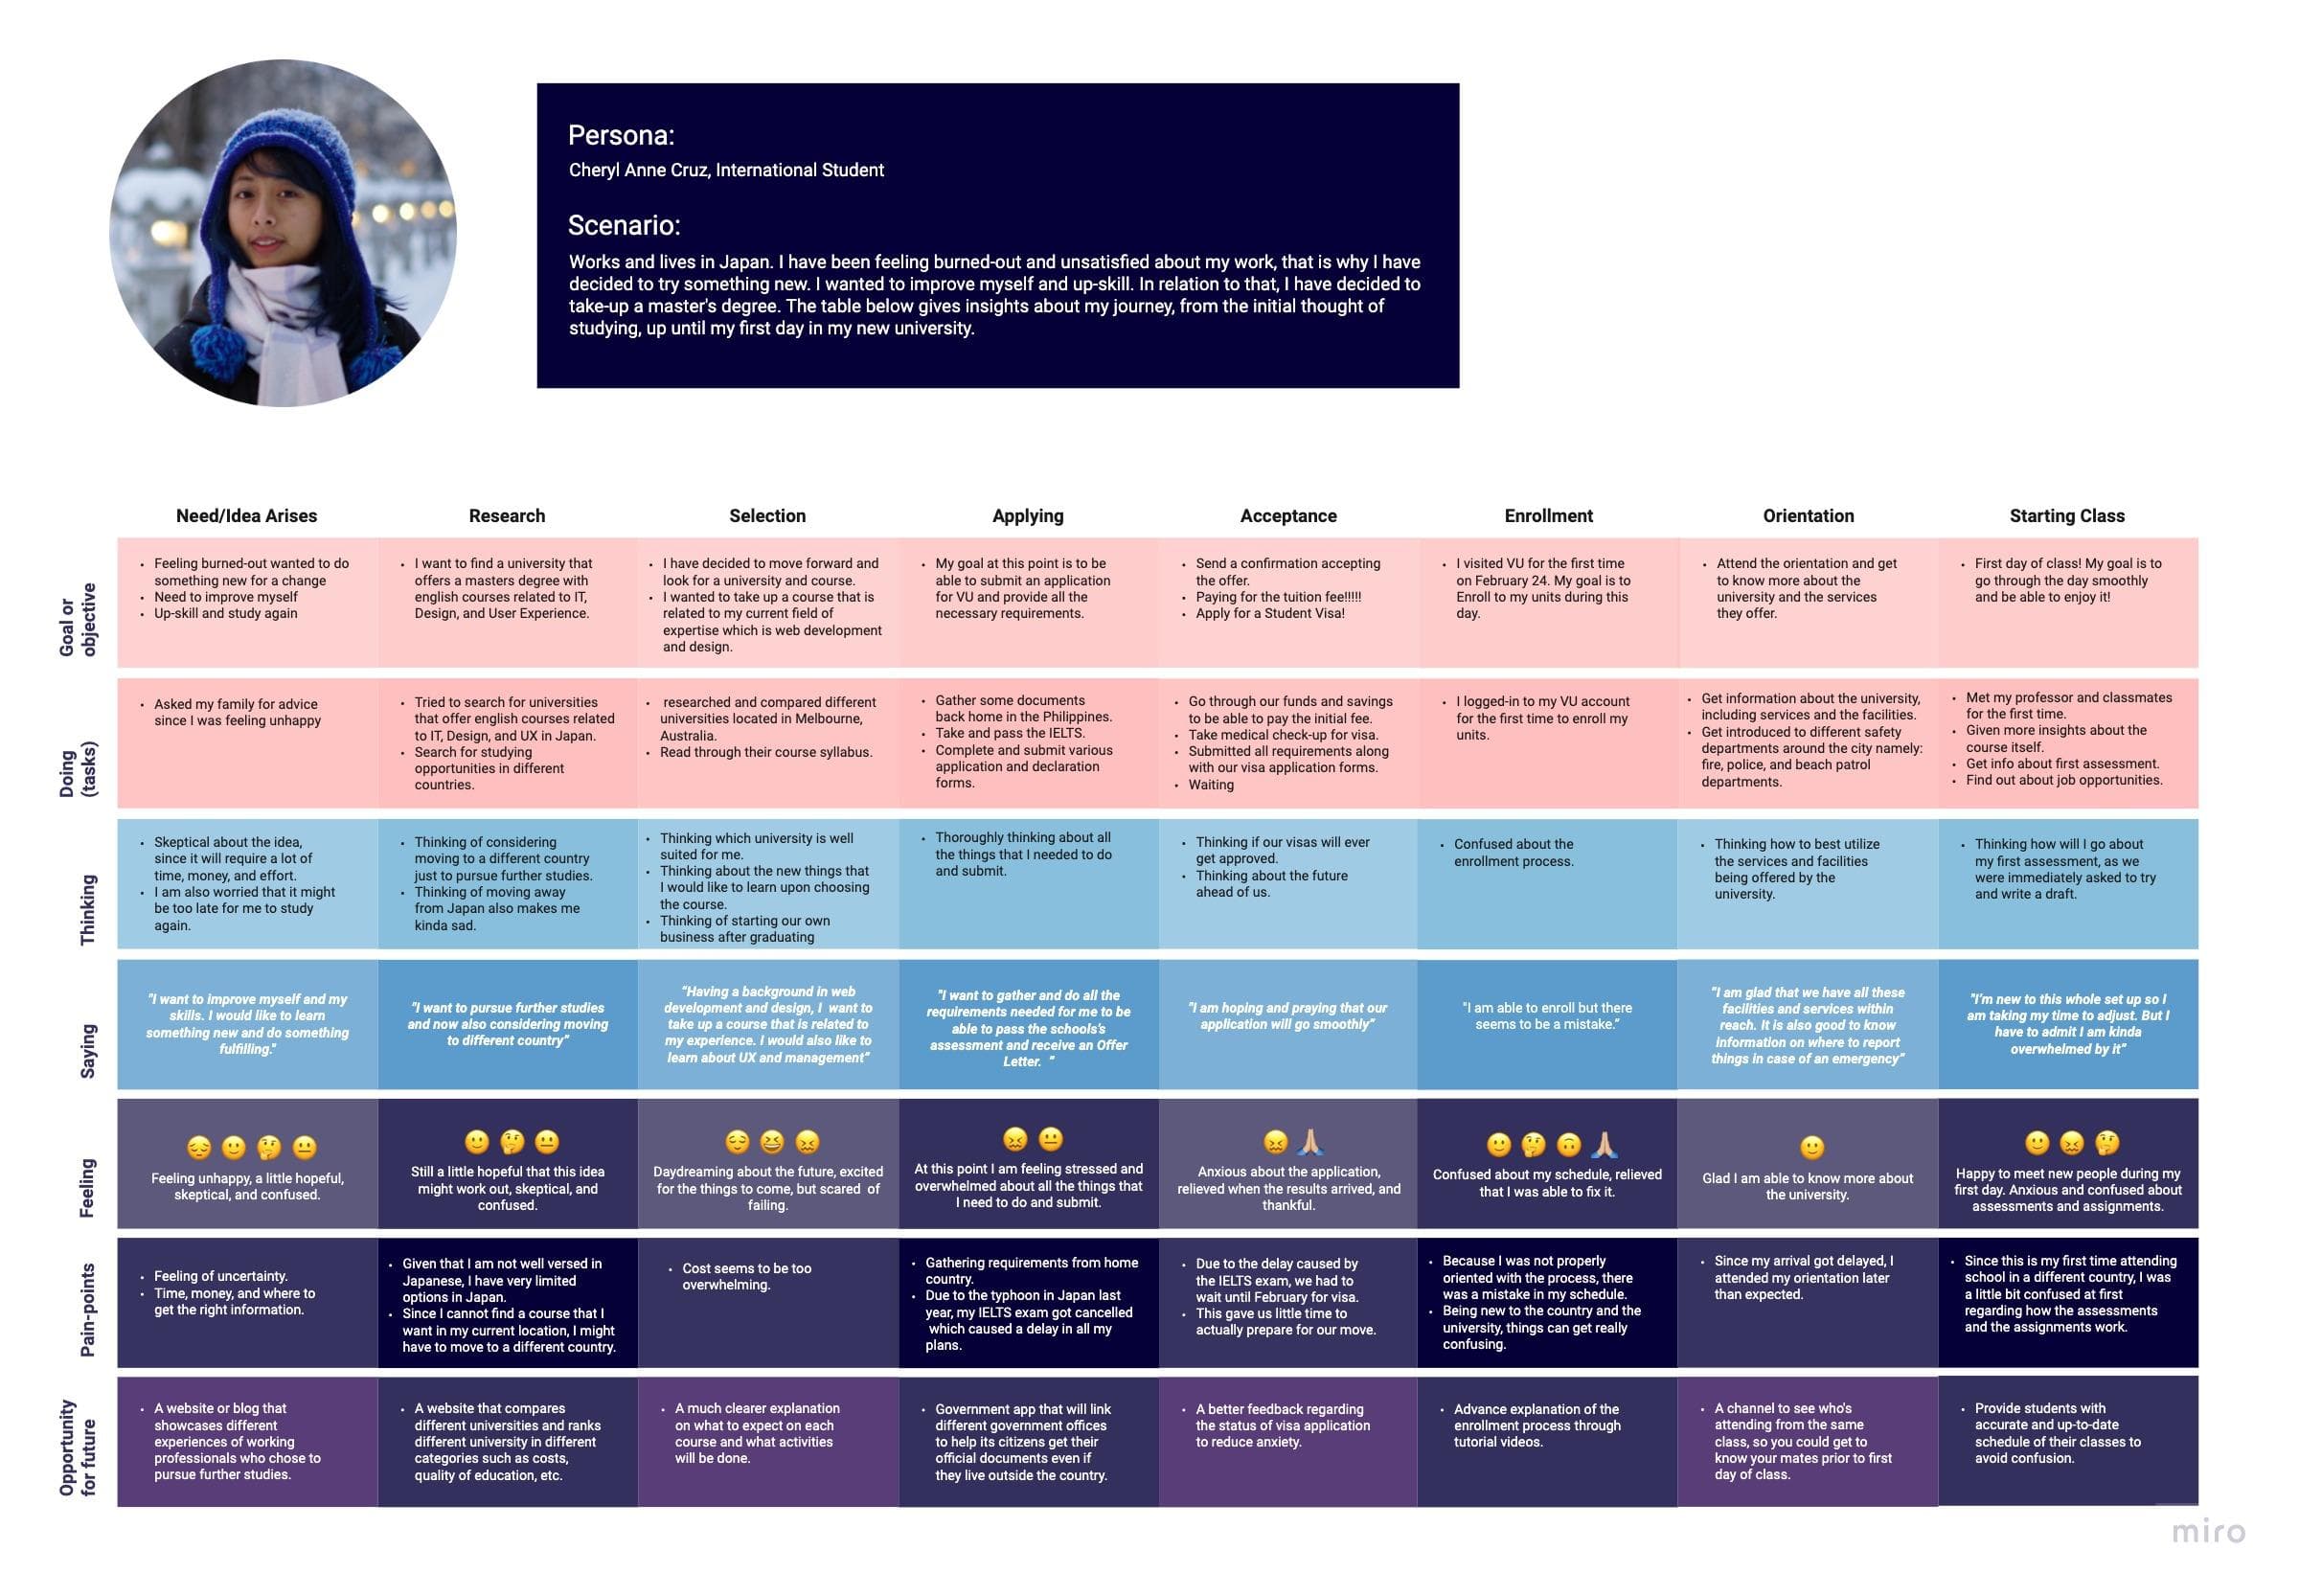 Persona:
Cheryl Anne Cruz, International Student
Scenario:
Works and lives in Japan. I have been feeling burned-out and unsatisfied about my work, that is why I have
decided to try something new. I wanted to improve myself and up-skill. In relation to that, I have decided to
take-up a master's degree. The table below gives insights about my journey, from the initial thought of
studying, up until my first day in my new university.
Need/Idea Arises
Research
Selection
Applying
Acceptance
Enrollment
Orientation
Starting Class
Goal or
objective
• Feeling burned-out wanted to do
something new for a change
• Need to improve myself
• Up-skill and study again
• I want to find a university that
offers a masters degree with
english courses related to IT,
Design, and User Experience.
• I have decided to move forward and
look for a university and course.
• I wanted to take up a course that is
related to my current field of
expertise which is web development
and design.
• My goal at this point is to be
able to submit an application
for VU and provide all the
necessary requirements.
• Send a confirmation accepting
the offer.
• Paying for the tuition fee!!!!!
• Apply for a Student Visa!
• I visited VU for the first time
on February 24. My goal is to
Enroll to my units during this
day.
• Attend the orientation and get
to know more about the
university and the services
they offer.
• First day of class! My goal is to
go through the day smoothly
and be able to enjoy it!
Doing
(tasks)
• Asked my family for advice
since I was feeling unhappy
• Tried to search for universities
that offer english courses related
to IT, Design, and UX in Japan.
• Search for studying
opportunities in different
countries.
• researched and compared different
universities located in Melbourne,
Australia.
• Read through their course syllabus.
• Gather some documents
back home in the Philippines.
• Take and pass the IELTS.
• Complete and submit various
application and declaration
forms.
• Go through our funds and savings
to be able to pay the initial fee.
• Take medical check-up for visa.
• Submitted all requirements along
with our visa application forms.
• Waiting
• I logged-in to my VU account
for the first time to enroll my
units.
• Get information about the university,
including services and the facilities.
• Get introduced to different safety
departments around the city namely:
fire, police, and beach patrol
departments.
• Met my professor and classmates
for the first time.
• Given more insights about the
course itself.
• Get info about first assessment.
• Find out about job opportunities.
Thinking
• Skeptical about the idea,
since it will require a lot of
time, money, and effort.
• I am also worried that it might
be too late for me to study
again.
• Thinking of considering
moving to a different country
just to pursue further studies.
• Thinking of moving away
from Japan also makes me
kinda sad.
• Thinking which university is well
suited for me.
• Thinking about the new things that
I would like to learn upon choosing
the course.
• Thinking of starting our own
business after graduating
• Thoroughly thinking about all
the things that I needed to do
and submit.
• Thinking if our visas will ever
get approved.
• Thinking about the future
ahead of us.
• Confused about the
enrollment process.
• Thinking how to best utilize
the services and facilities
being offered by the
university.
• Thinking how will I go about
my first assessment, as we
were immediately asked to try
and write a draft.
Saying
"I want to improve myself and my
skills. I would like to learn
something new and do something
fulfilling."
"I want to pursue further studies
and now also considering moving
to different country”
“Having a background in web
development and design, I want to
take up a course that is related to
my experience. I would also like to
learn about UX and management”
"I want to gather and do all the
requirements needed for me to be
able to pass the schools's
assessment and receive an Offer
Letter. ”
“I am hoping and praying that our
application will go smoothly”
"I am able to enroll but there
seems to be a mistake.”
"I am glad that we have all these
facilities and services within
reach. It is also good to know
information on where to report
things in case of an emergency”
"I'm new to this whole set up so I
am taking my time to adjust. But I
have to admit I am kinda
overwhelmed by it”
Feeling
Feeling unhappy, a little hopeful,
skeptical, and confused.
Still a little hopeful that this idea
might work out, skeptical, and
confused.
Daydreaming about the future, excited
for the things to come, but scared of
failing.
At this point I am feeling stressed and
overwhelmed about all the things that
I need to do and submit.
Anxious about the application,
relieved when the results arrived, and
thankful.
Confused about my schedule, relieved
that I was able to fix it.
Glad I am able to know more about
the university.
Happy to meet new people during my
first day. Anxious and confused about
assessments and assignments.
Pain-points
• Feeling of uncertainty.
• Time, money, and where to
get the right information.
• Given that I am not well versed in
Japanese, I have very limited
options in Japan.
• Since I cannot find a course that I
want in my current location, I might
have to move to a different country.
• Cost seems to be too
overwhelming.
• Gathering requirements from home
country.
• Due to the typhoon in Japan last
year, my IELTS exam got cancelled
which caused a delay in all my
plans.
• Due to the delay caused by
the IELTS exam, we had to
wait until February for visa.
• This gave us little time to
actually prepare for our move.
• Because I was not properly
oriented with the process, there
was a mistake in my schedule.
• Being new to the country and the
university, things can get really
confusing.
• Since my arrival got delayed, I
attended my orientation later
than expected.
• Since this is my first time attending
school in a different country, I was
a little bit confused at first
regarding how the assessments
and the assignments work.
Opportunity
for future
• A website or blog that
showcases different
experiences of working
professionals who chose to
pursue further studies.
• A website that compares
different universities and ranks
different university in different
categories such as costs,
quality of education, etc.
• A much clearer explanation
on what to expect on each
course and what activities
will be done.
• Government app that will link
different government offices
to help its citizens get their
official documents even if
they live outside the country.
• A better feedback regarding
the status of visa application
to reduce anxiety.
• Advance explanation of the
enrollment process through
tutorial videos.
• A channel to see who's
attending from the same
class, so you could get to
know your mates prior to first
day of class.
• Provide students with
accurate and up-to-date
schedule of their classes to
avoid confusion.
miro